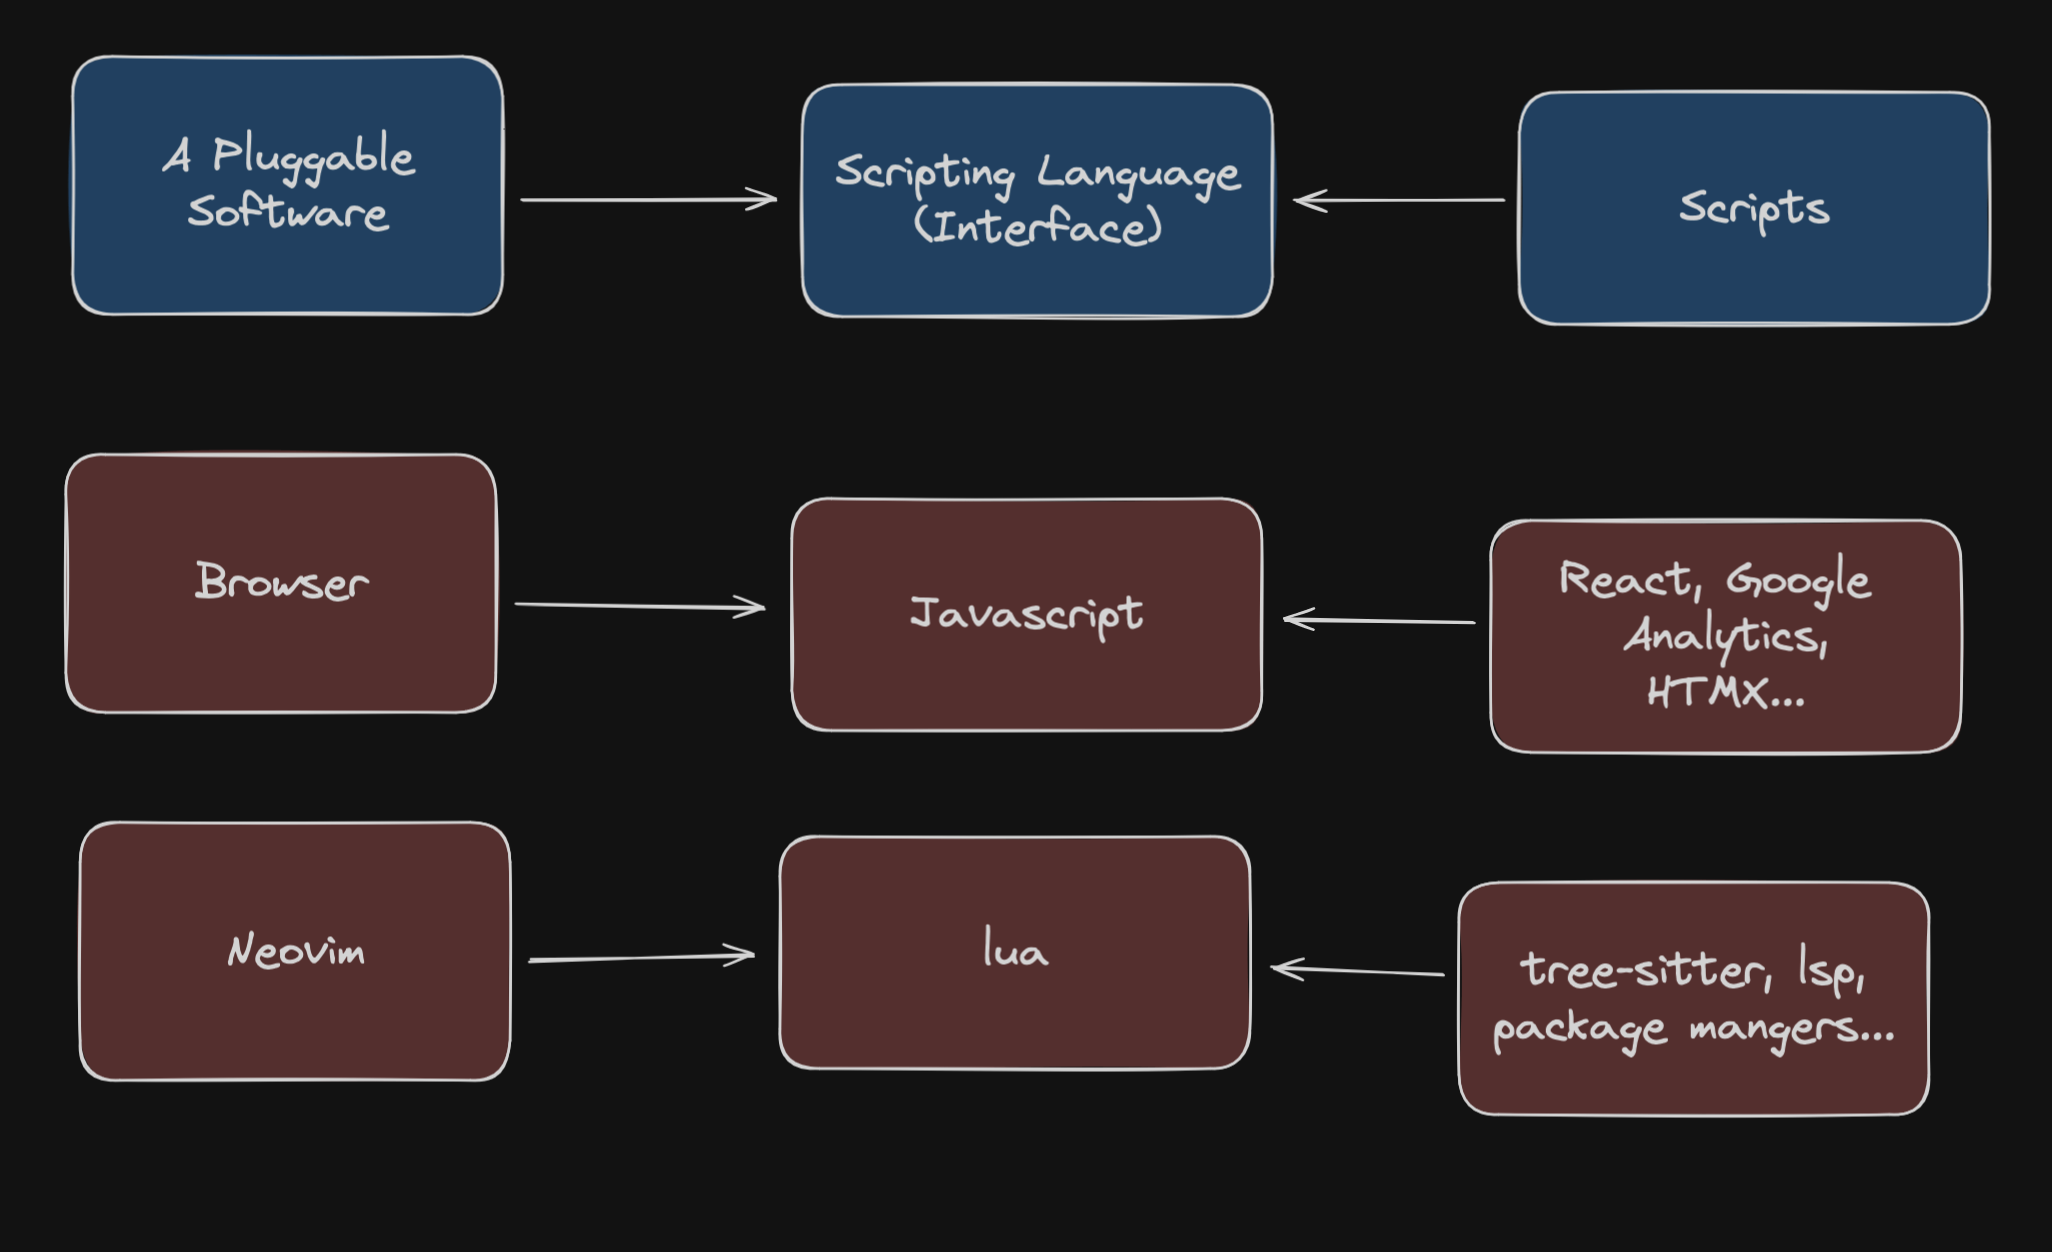 A Pluggable
Software
Scripting Language
(Interface)
Scripts
Browser
Javascript
React, Google
Analytics,
HTMX...
Neovim
lua
tree-sitter, lsp,
package mangers...